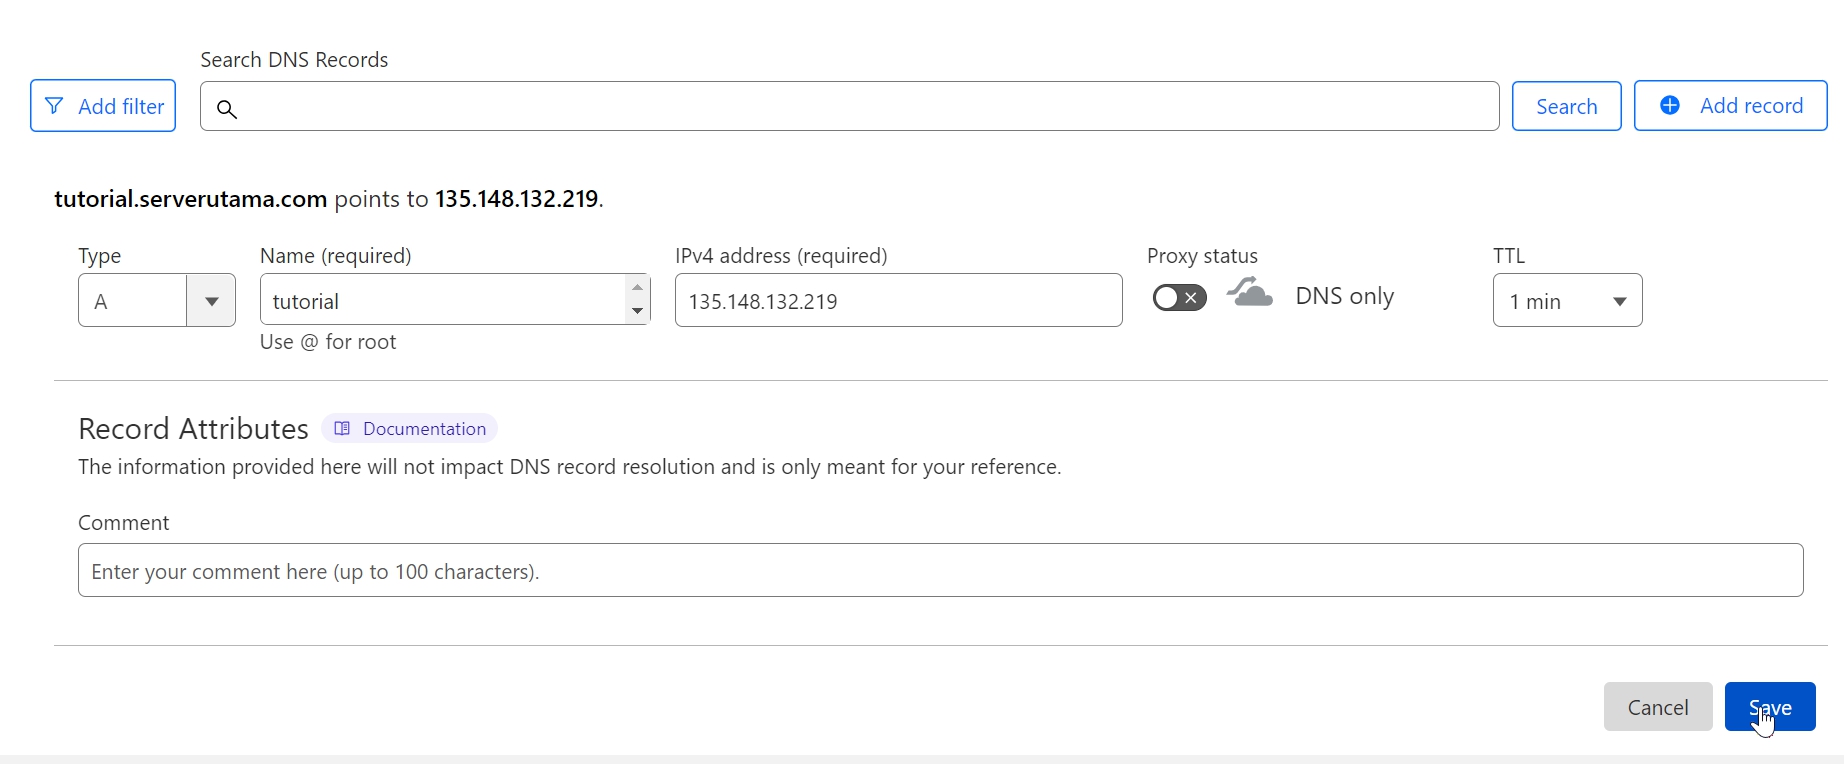 Search DNS Records
Add filter
Search
Add record
tutorial.serverutama.com points to 135.148.132.219.
Type
Name (required)
IPv4 address (required)
Proxy status
TTL
A
tutorial
135.148.132.219
DNS only
1 min
Use @ for root
Record Attributes
Documentation
The information provided here will not impact DNS record resolution and is only meant for your reference.
Comment
Enter your comment here (up to 100 characters).
Cancel
Save